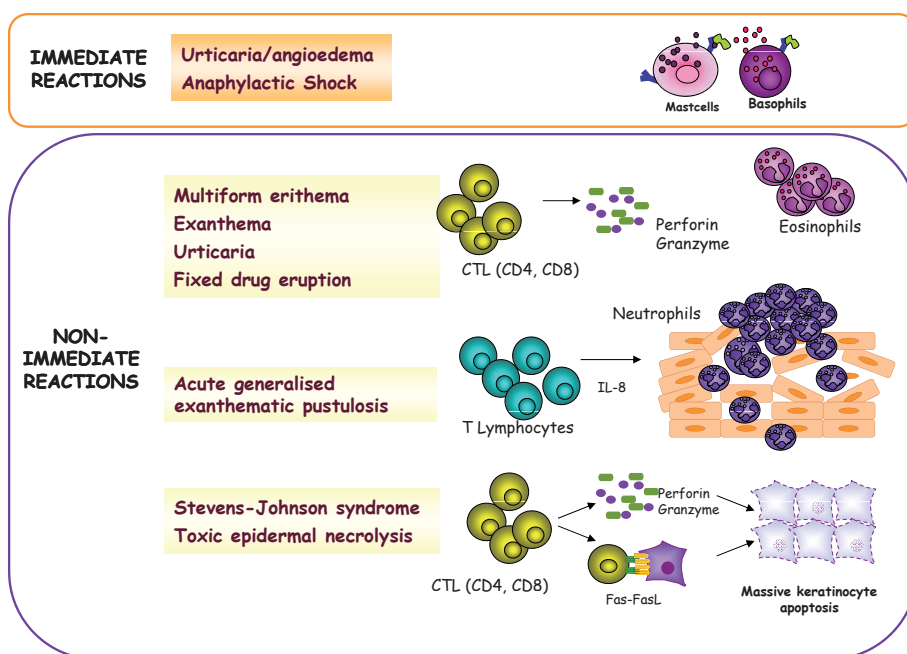 IMMEDIATE
REACTIONS
Urticaria/angioedema
Anaphylactic Shock
Mastcells
Basophils
NON-
IMMEDIATE
REACTIONS
Multiform erithema
Exanthema
Urticaria
Fixed drug eruption
CTL (CD4, CD8)
Perforin
Granzyme
Eosinophils
Acute generalised
exanthematic pustulosis
T Lymphocytes
IL-8
Neutrophils
Stevens-Johnson syndrome
Toxic epidermal necrolysis
CTL (CD4, CD8)
Perforin
Granzyme
Fas-FasL
Massive keratinocyte
apoptosis